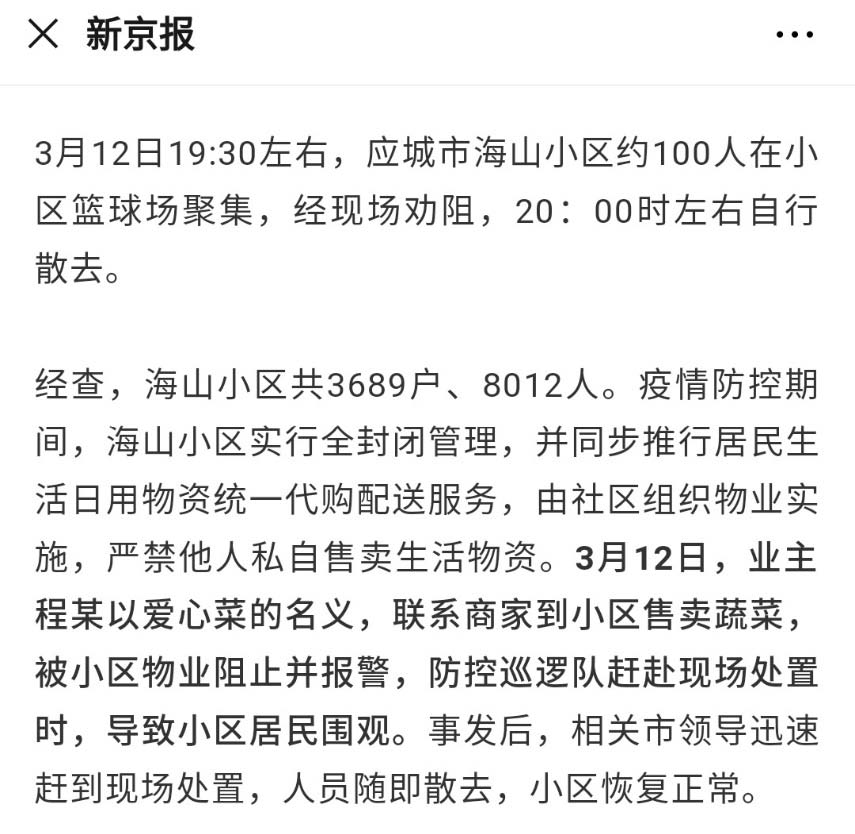 新京报
3月12日19:30左右，应城市海山小区约100人在小
区篮球场聚集，经现场劝阻，20：00时左右自行
散去。
经查，海山小区共3689户、8012人。疫情防控期
间，海山小区实行全封闭管理，并同步推行居民生
活日用物资统一代购配送服务，由社区组织物业实
施，严禁他人私自售卖生活物资。3月12日，业主
程某以爱心菜的名义，联系商家到小区售卖蔬菜，
被小区物业阻止并报警，防控巡逻队赶赴现场处置
时，导致小区居民围观。事发后，相关市领导迅速
赶到现场处置，人员随即散去，小区恢复正常。